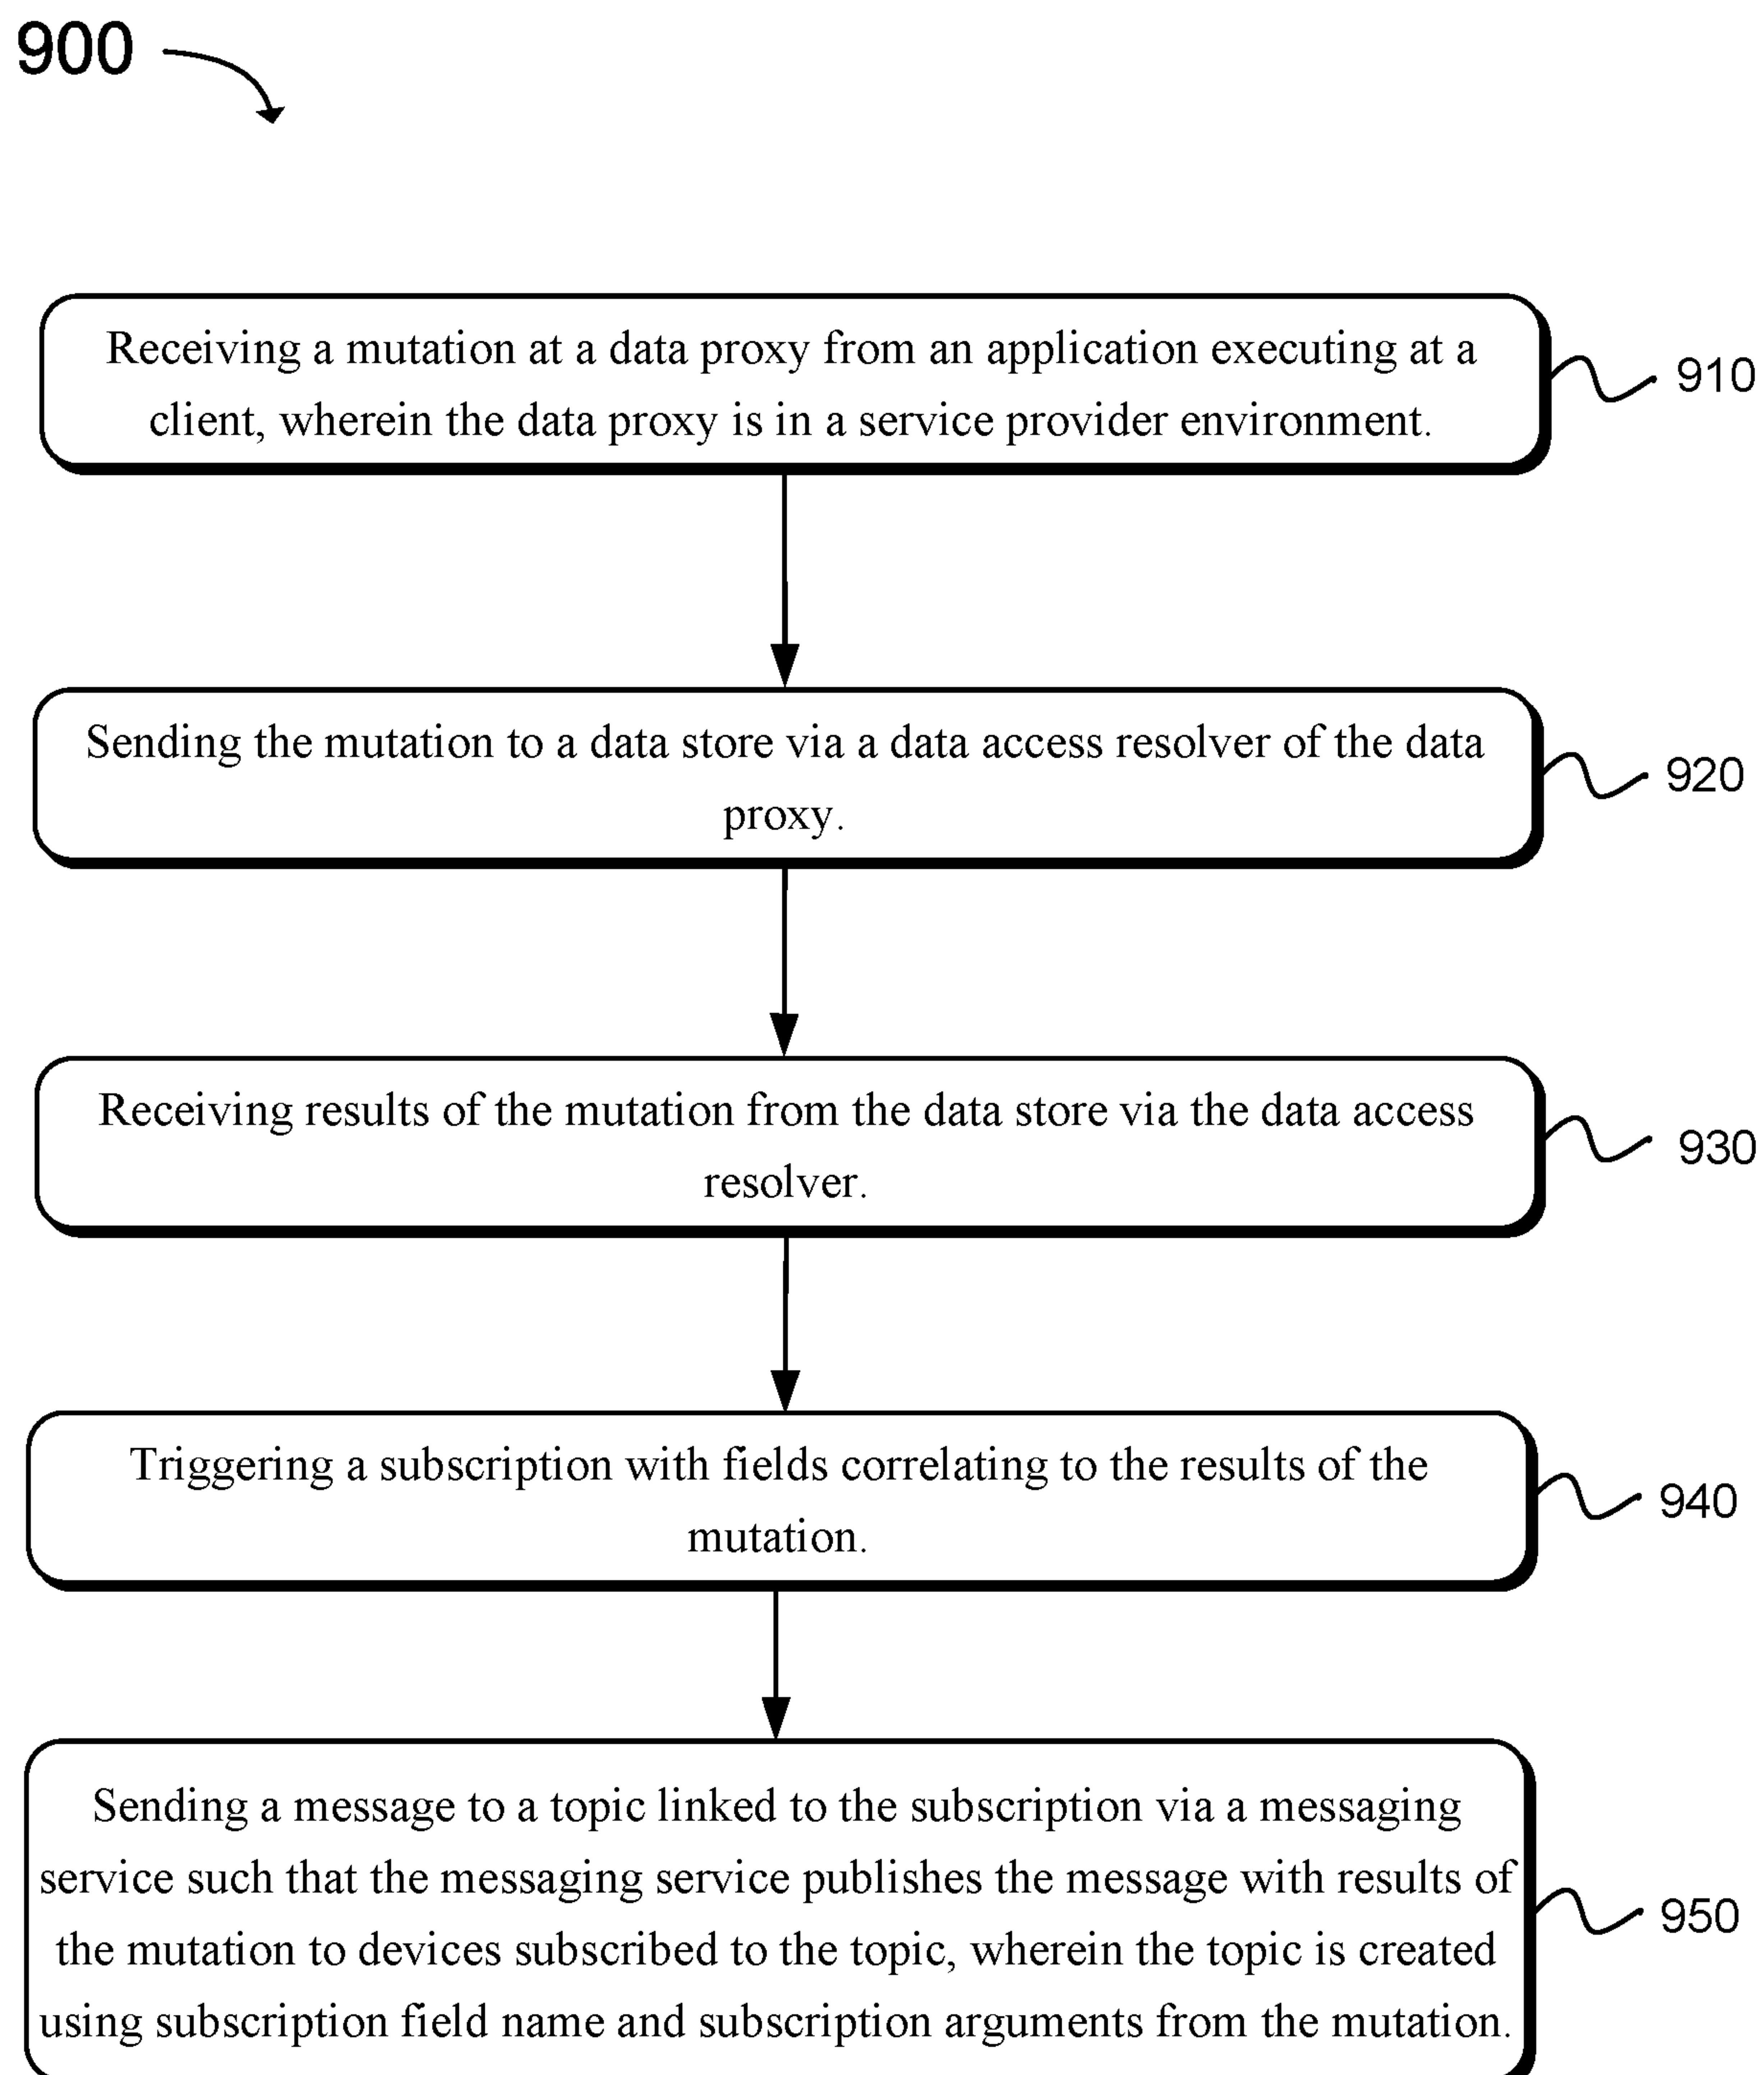 900
Receiving a mutation at a data proxy from an application executing at a
client, wherein the data proxy is in a service provider environment.
910
Sending the mutation to a data store via a data access resolver of the data
proxy.
920
Receiving results of the mutation from the data store via the data access
resolver.
930
Triggering a subscription with fields correlating to the results of the
mutation.
940
Sending a message to a topic linked to the subscription via a messaging
service such that the messaging service publishes the message with results of
the mutation to devices subscribed to the topic, wherein the topic is created
using subscription field name and subscription arguments from the mutation.
950